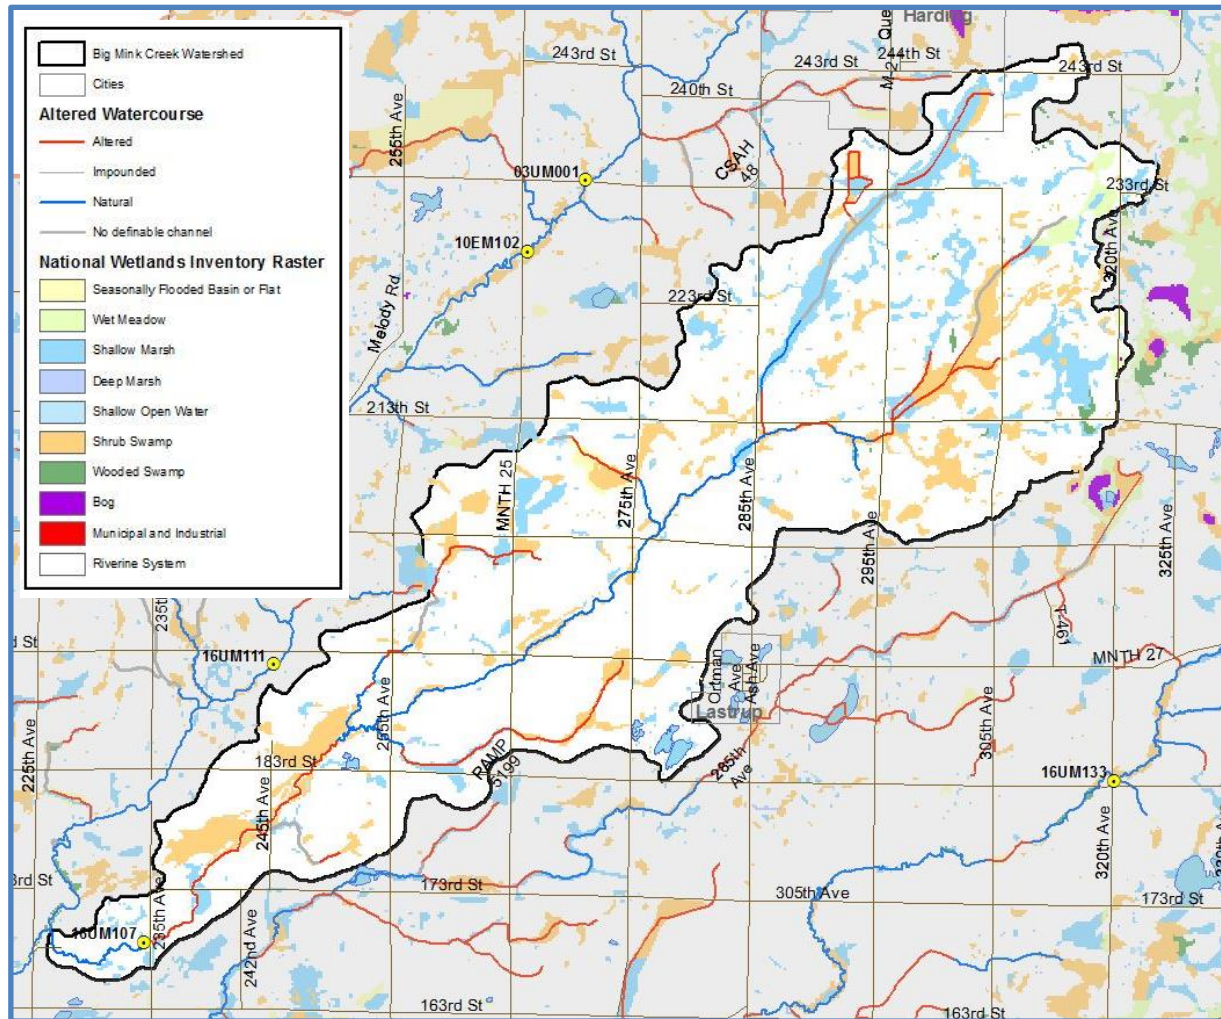 Big Mink Creek Watershed
Cities
Altered Watercourse
Altered
Impounded
Natural
No definable channel
National Wetlands Inventory Raster
Seasonally Flooded Basin or Flat
Wet Meadow
Shallow Marsh
Deep Marsh
Shallow Open Water
Shrub Swamp
Wooded Swamp
Bog
Municipal and Industrial
Riverine System
Harding
243rd St
243rd St
244th St
243rd St
M-2
Que
240th St
255th Ave
CSAH 48
03UM001
10EM102
233rd St
320th Ave
223rd St
Melody Rd
213th St
MNTH 25
275th Ave
285th Ave
295th Ave
325th Ave
T-461
MNTH 27
235th
16UM111
Ortman Ave
Ash Ave
Lastrup
255th Ave
305th Ave
225th Ave
183rd St
RAMP 5199
285th Ave
16UM133
245th Ave
320th Ave
173rd St
305th Ave
173rd St
16UM107
235th Ave
242nd Ave
163rd St
163rd St